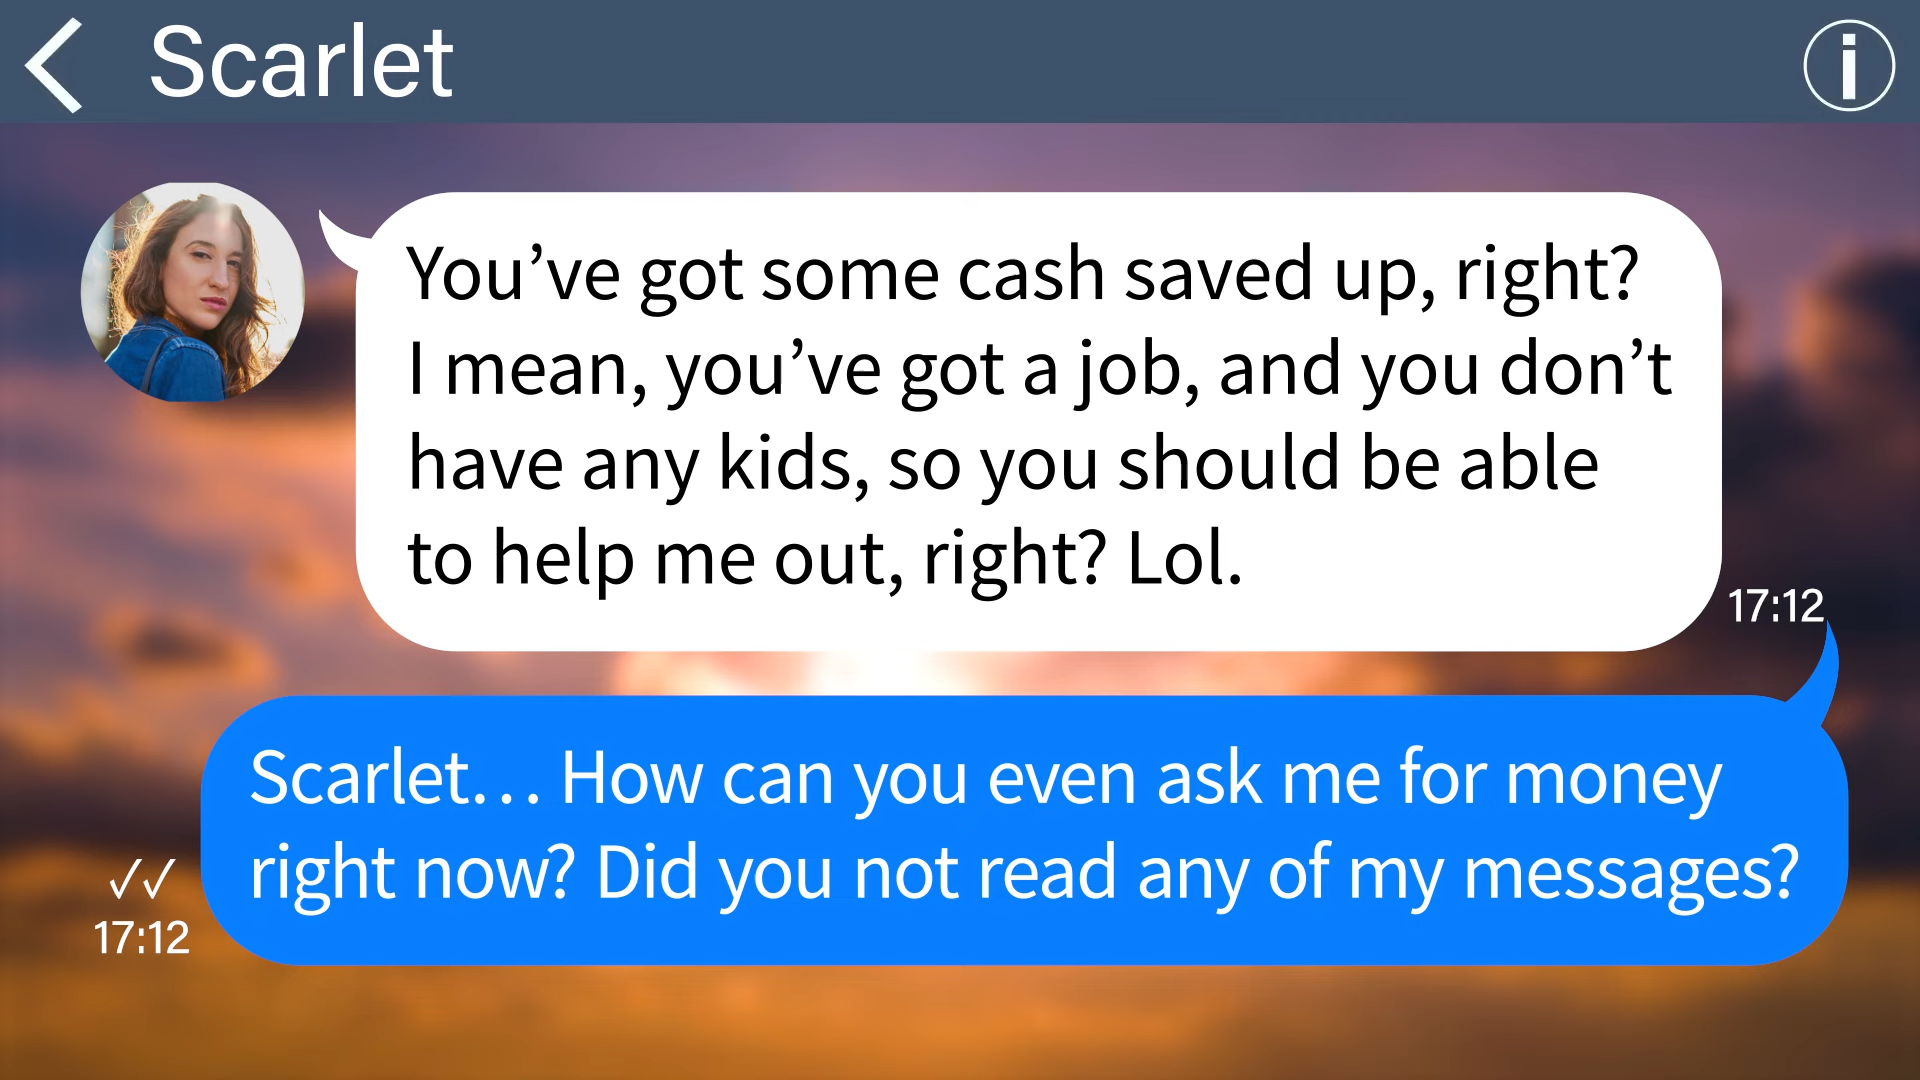 Scarlet
You’ve got some cash saved up, right?
I mean, you’ve got a job, and you don’t
have any kids, so you should be able
to help me out, right? Lol.
17:12
Scarlet… How can you even ask me for money
right now? Did you not read any of my messages?
17:12